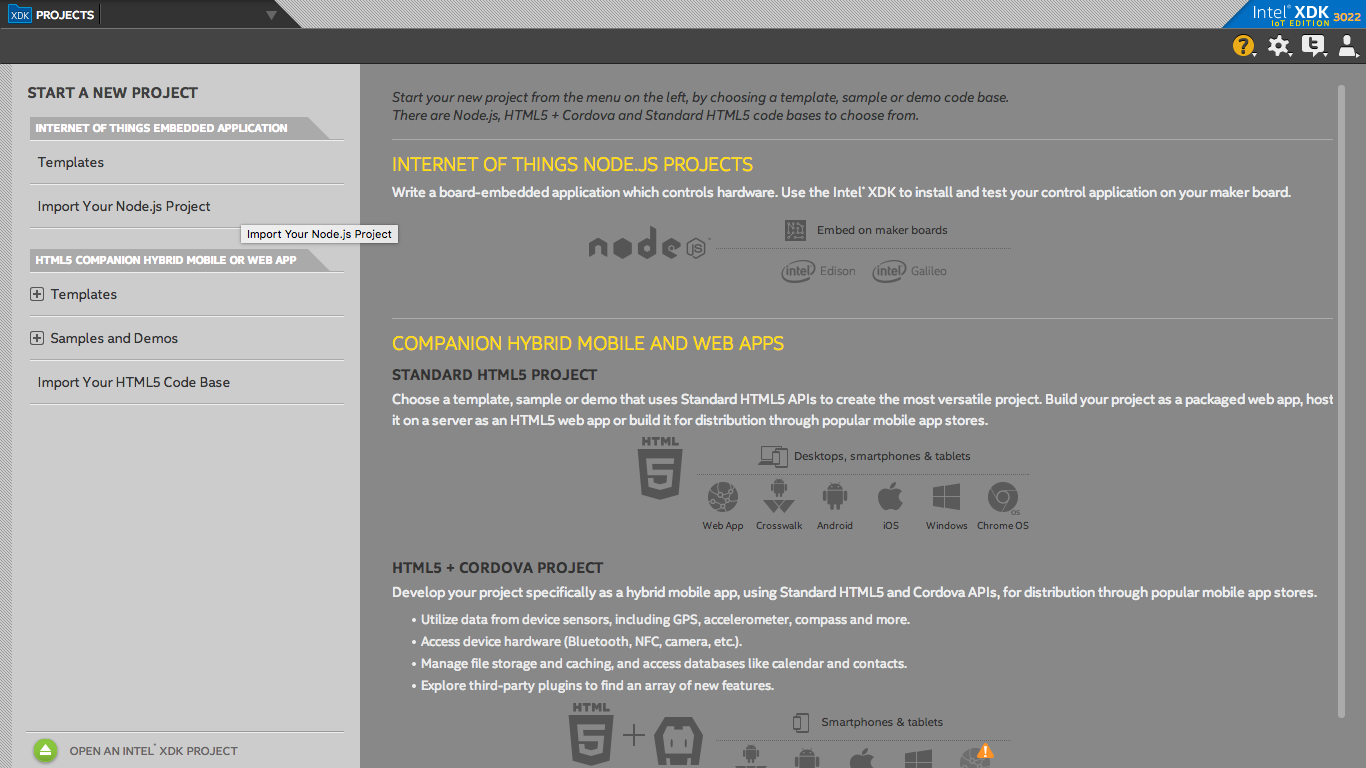 XDK PROJECTS
Intel® XDK
IoT EDITION 3022
START A NEW PROJECT
INTERNET OF THINGS EMBEDDED APPLICATION
Templates
Import Your Node.js Project
Import Your Node.js Project
HTML5 COMPANION HYBRID MOBILE OR WEB APP
Templates
Samples and Demos
Import Your HTML5 Code Base
OPEN AN INTEL® XDK PROJECT
Start your new project from the menu on the left, by choosing a template, sample or demo code base.
There are Node.js, HTML5 + Cordova and Standard HTML5 code bases to choose from.
INTERNET OF THINGS NODE.JS PROJECTS
Write a board-embedded application which controls hardware. Use the Intel® XDK to install and test your control application on your maker board.
node JS
Embed on maker boards
intel Edison intel Galileo
COMPANION HYBRID MOBILE AND WEB APPS
STANDARD HTML5 PROJECT
Choose a template, sample or demo that uses Standard HTML5 APIs to create the most versatile project. Build your project as a packaged web app, host
it on a server as an HTML5 web app or build it for distribution through popular mobile app stores.
HTML
5
Desktops, smartphones & tablets
OS
Web App Crosswalk Android iOS Windows Chrome OS
HTML5 + CORDOVA PROJECT
Develop your project specifically as a hybrid mobile app, using Standard HTML5 and Cordova APIs, for distribution through popular mobile app stores.
• Utilize data from device sensors, including GPS, accelerometer, compass and more.
• Access device hardware (Bluetooth, NFC, camera, etc.).
• Manage file storage and caching, and access databases like calendar and contacts.
• Explore third-party plugins to find an array of new features.
HTML
5 +
Smartphones & tablets